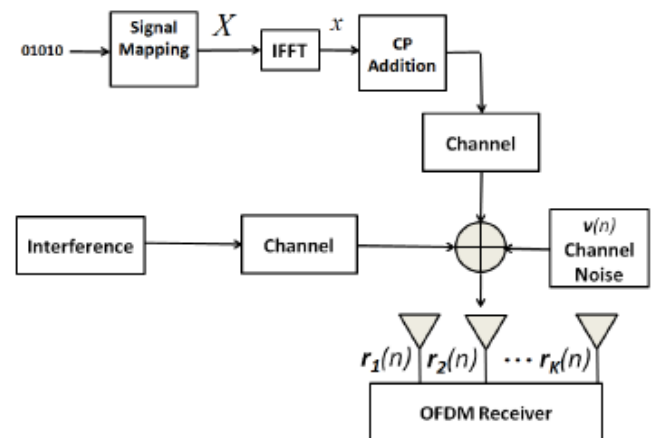 01010
Signal
Mapping
X
IFFT
x
CP
Addition
Channel
Interference
Channel
v(n)
Channel
Noise
r1(n) r2(n) ··· rK(n)
OFDM Receiver